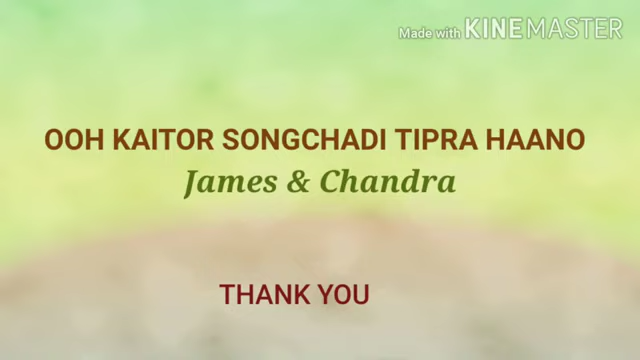 Made with KINEMASTER
OOH KAITOR SONGCHADI TIPRA HAANO
James & Chandra
THANK YOU